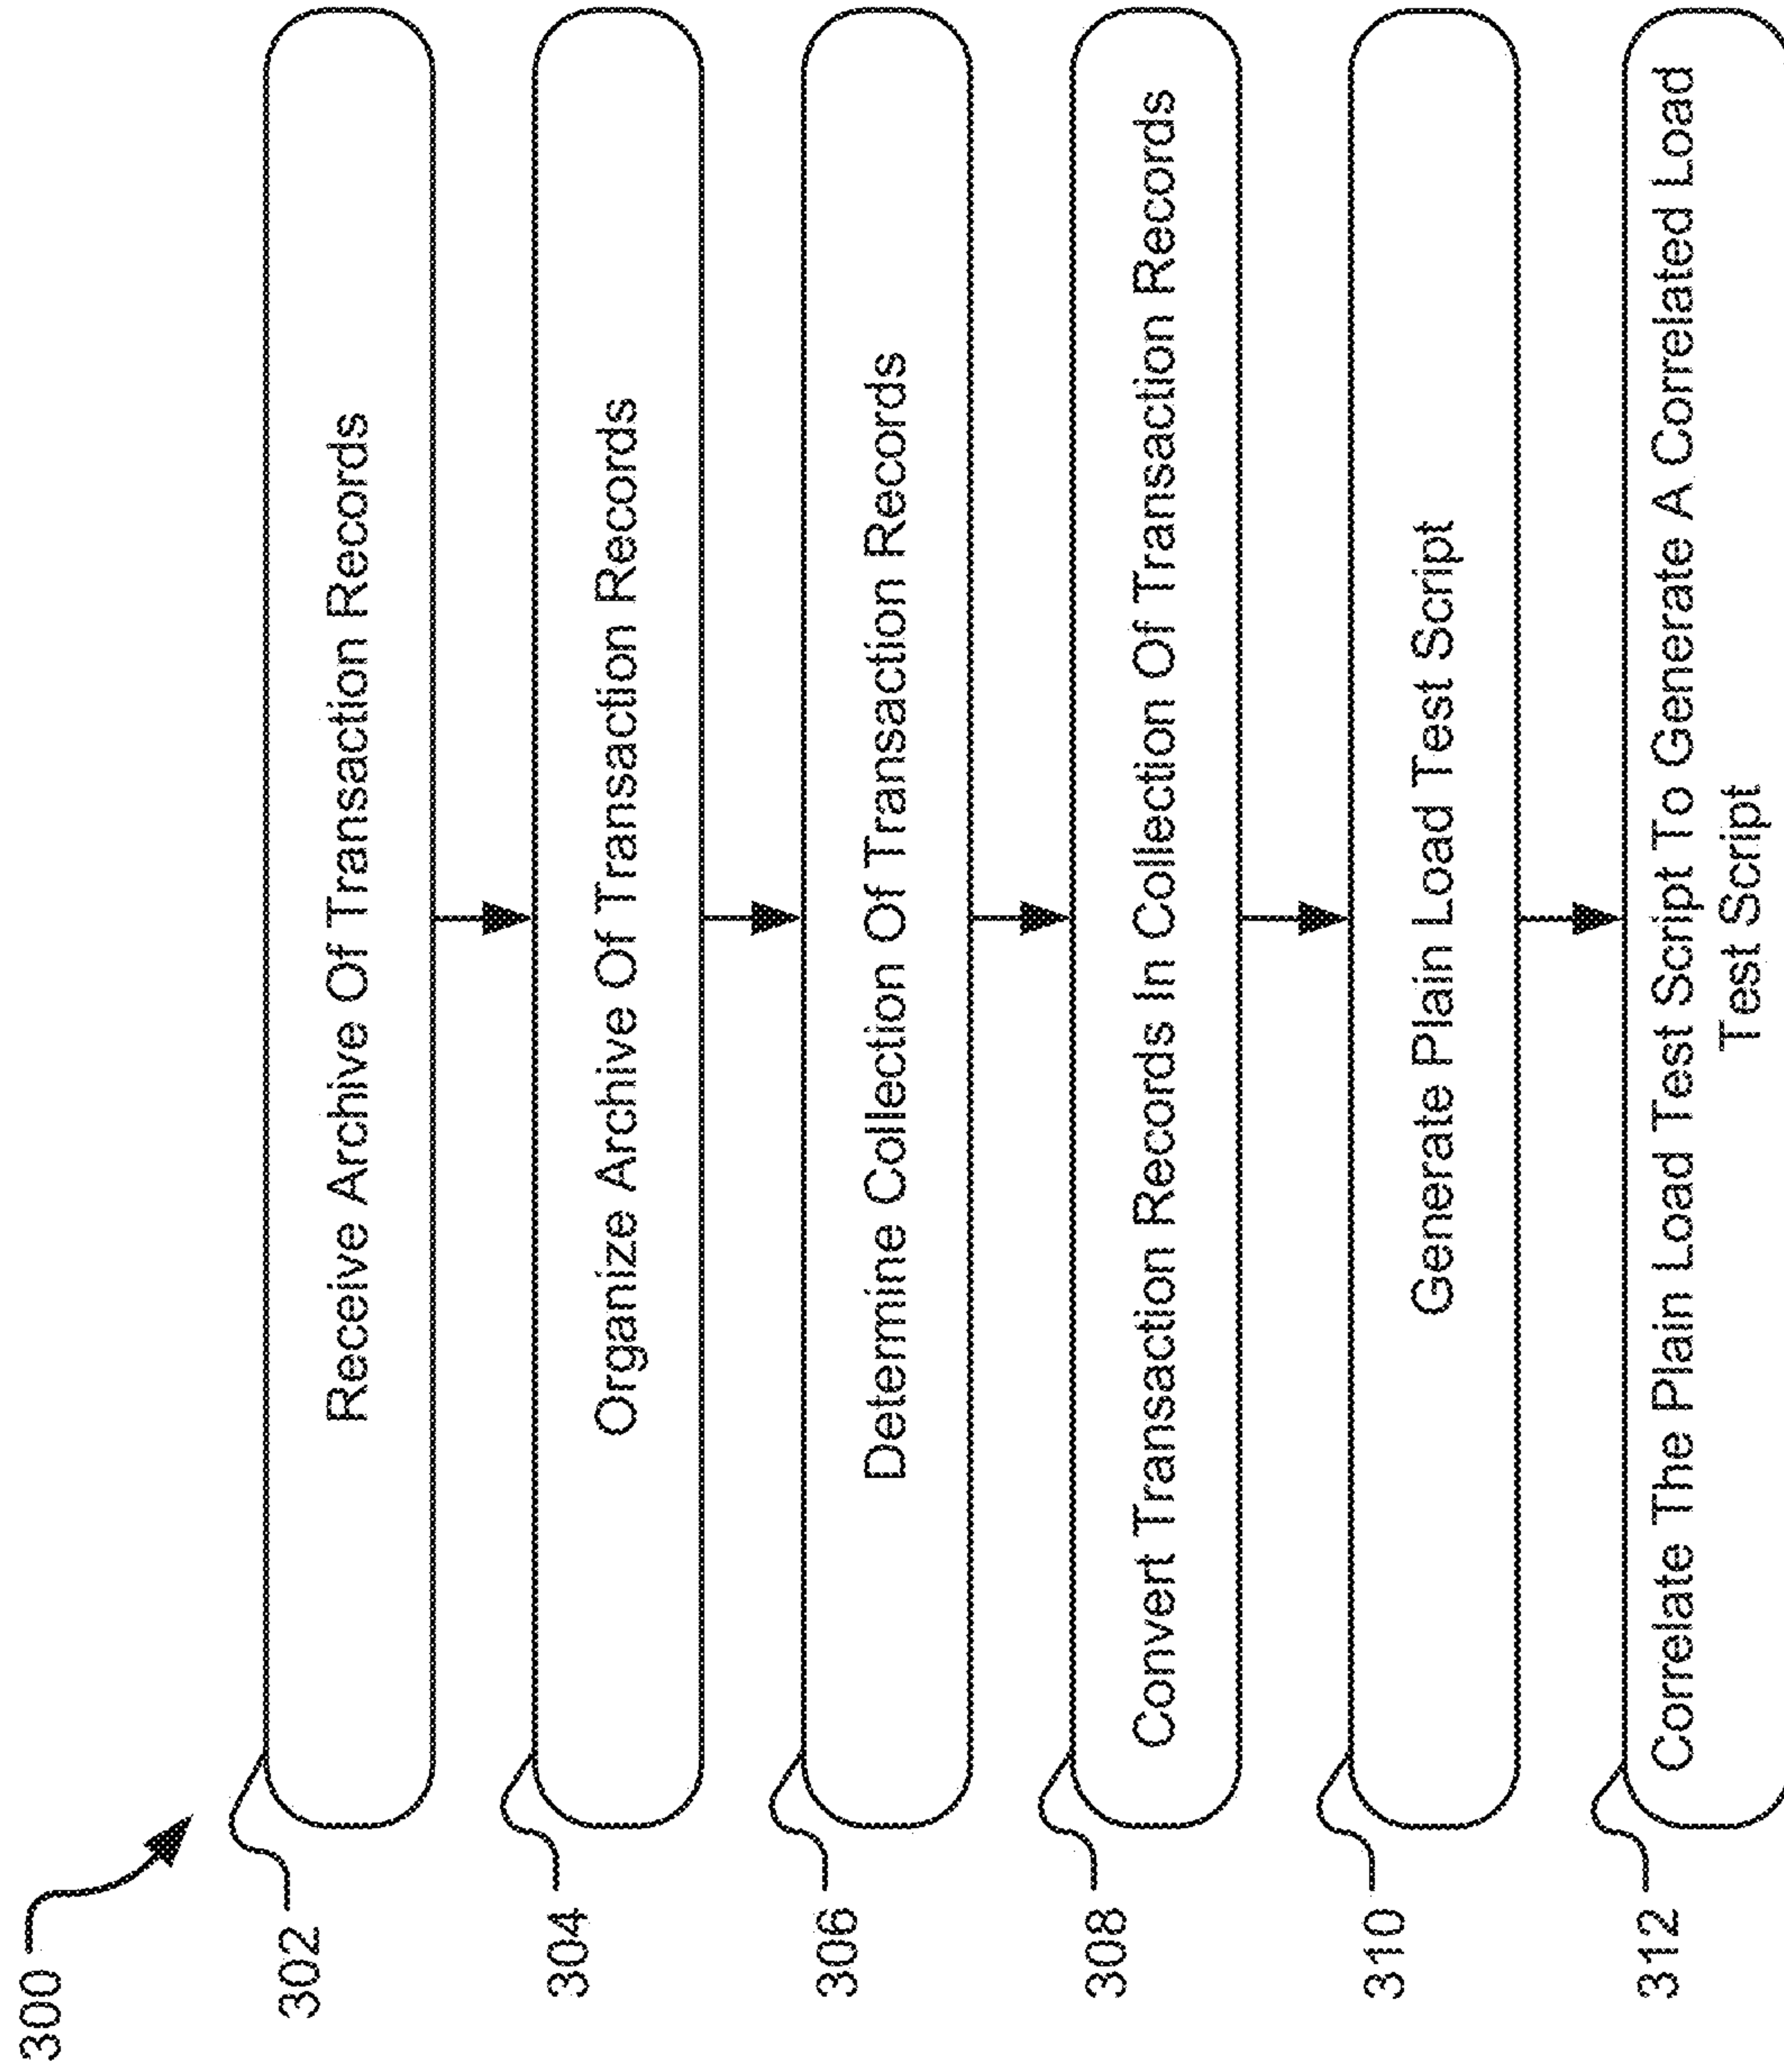 300
302
Receive Archive Of Transaction Records
304
Organize Archive Of Transaction Records
306
Determine Collection Of Transaction Records
308
Convert Transaction Records In Collection Of Transaction Records
310
Generate Plain Load Test Script
312
Correlate The Plain Load Test Script To Generate A Correlated Load
Test Script